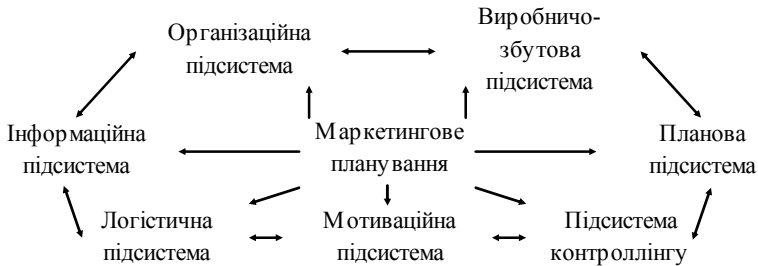 Організаційна
підсистема
Виробничо-
збутова
підсистема
Інформаційна
підсистема
Маркетингове
планування
Планова
підсистема
Логістична
підсистема
Мотиваційна
підсистема
Підсистема
контроллінгу